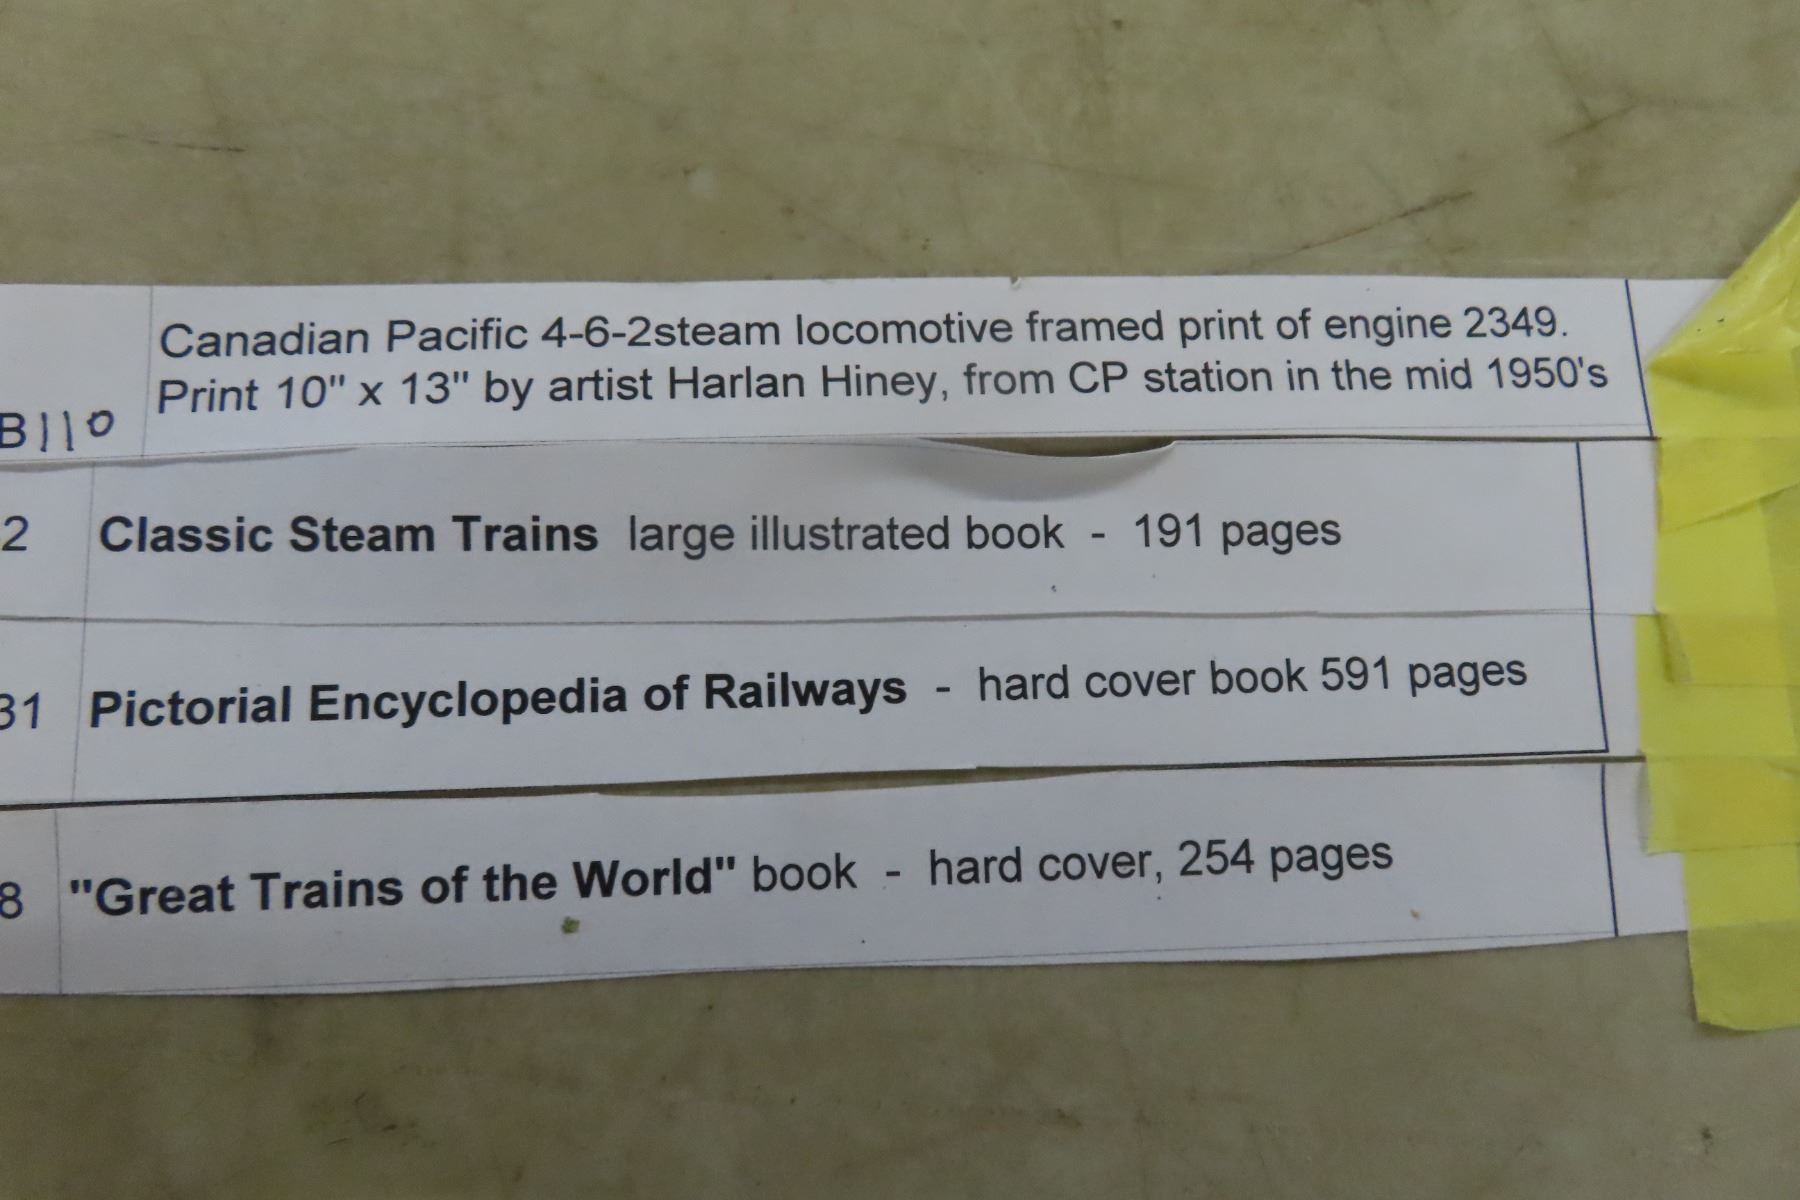 Canadian Pacific 4-6-2steam locomotive framed print of engine 2349.
Print 10" x 13" by artist Harlan Hiney, from CP station in the mid 1950's
B110
2 Classic Steam Trains large illustrated book - 191 pages
31 Pictorial Encyclopedia of Railways - hard cover book 591 pages
8 "Great Trains of the World" book - hard cover, 254 pages